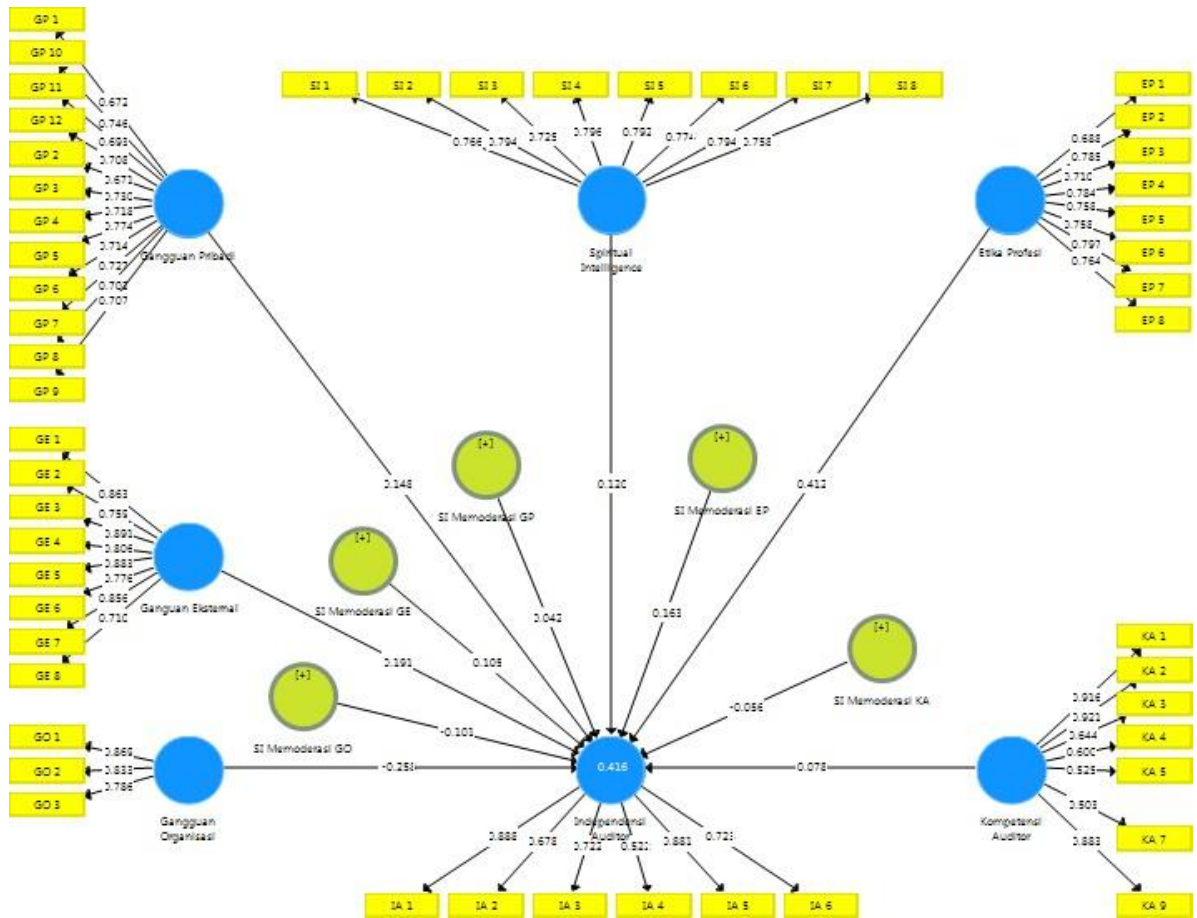 GP 1
GP 10
GP 11
GP 12
GP 2
GP 3
GP 4
GP 5
GP 6
GP 7
GP 8
GP 9
0.746
0.693
0.708
0.671
0.774
0.714
0.707
Gangguan Pribadi
SI 1
SI 2
SI 3
SI 4
SI 5
SI 6
SI 7
SI 8
0.766
0.794
0.796
0.792
0.774
0.794
0.758
Spiritual
Intelligence
EP 1
EP 2
EP 3
EP 4
EP 5
EP 6
EP 7
EP 8
0.688
0.785
0.710
0.784
0.758
0.758
0.797
0.764
Etika Profesi
GE 1
GE 2
GE 3
GE 4
GE 5
GE 6
GE 7
GE 8
0.863
0.759
0.891
0.806
0.883
0.776
0.856
0.710
Ganguan Eksternal
[+]
SI Memoderasi GP
[+]
SI Memoderasi EP
[+]
SI Memoderasi GE
[+]
SI Memoderasi KA
[+]
SI Memoderasi GO
0.148
0.120
0.412
0.042
0.163
0.191
0.105
-0.056
-0.101
0.078
GO 1
GO 2
GO 3
0.869
0.833
0.786
Gangguan
Organisasi
0.416
Independensi
Auditor
0.888
0.678
0.881
IA 1
IA 2
IA 3
IA 4
IA 5
IA 6
KA 1
KA 2
KA 3
KA 4
KA 5
KA 7
KA 9
0.916
0.921
0.644
0.600
0.525
0.503
0.883
Kompetensi
Auditor